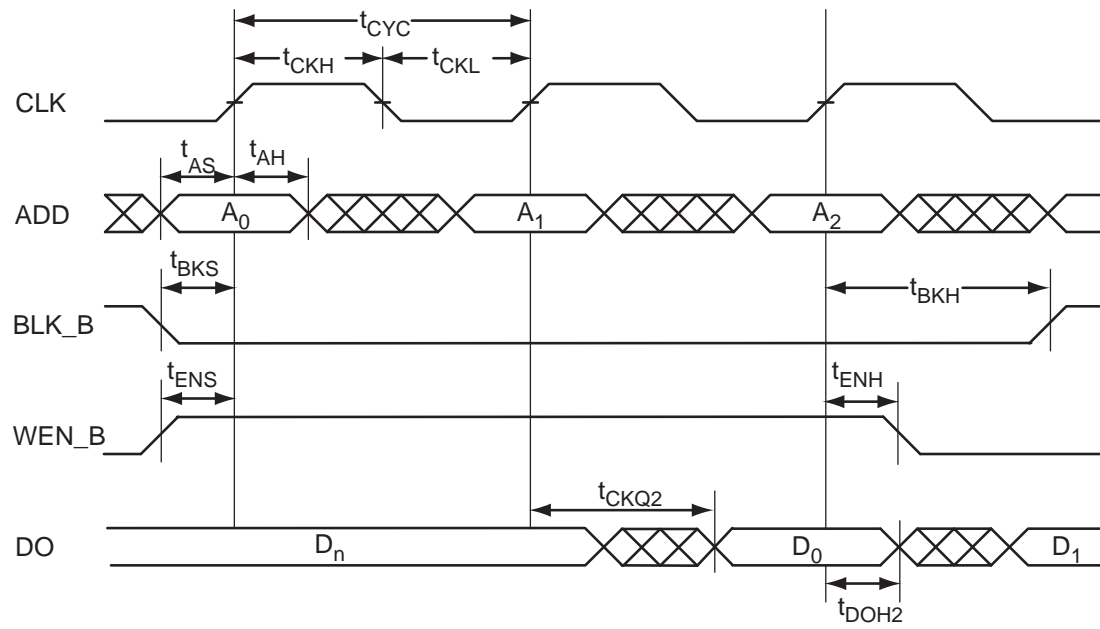 tCYC
tCKH tCKL
CLK
tAS tAH
ADD A0 A1 A2
tBKS tBKH
BLK_B
tENS tENH
WEN_B
tCKQ2
DO Dn D0 D1
tDOH2